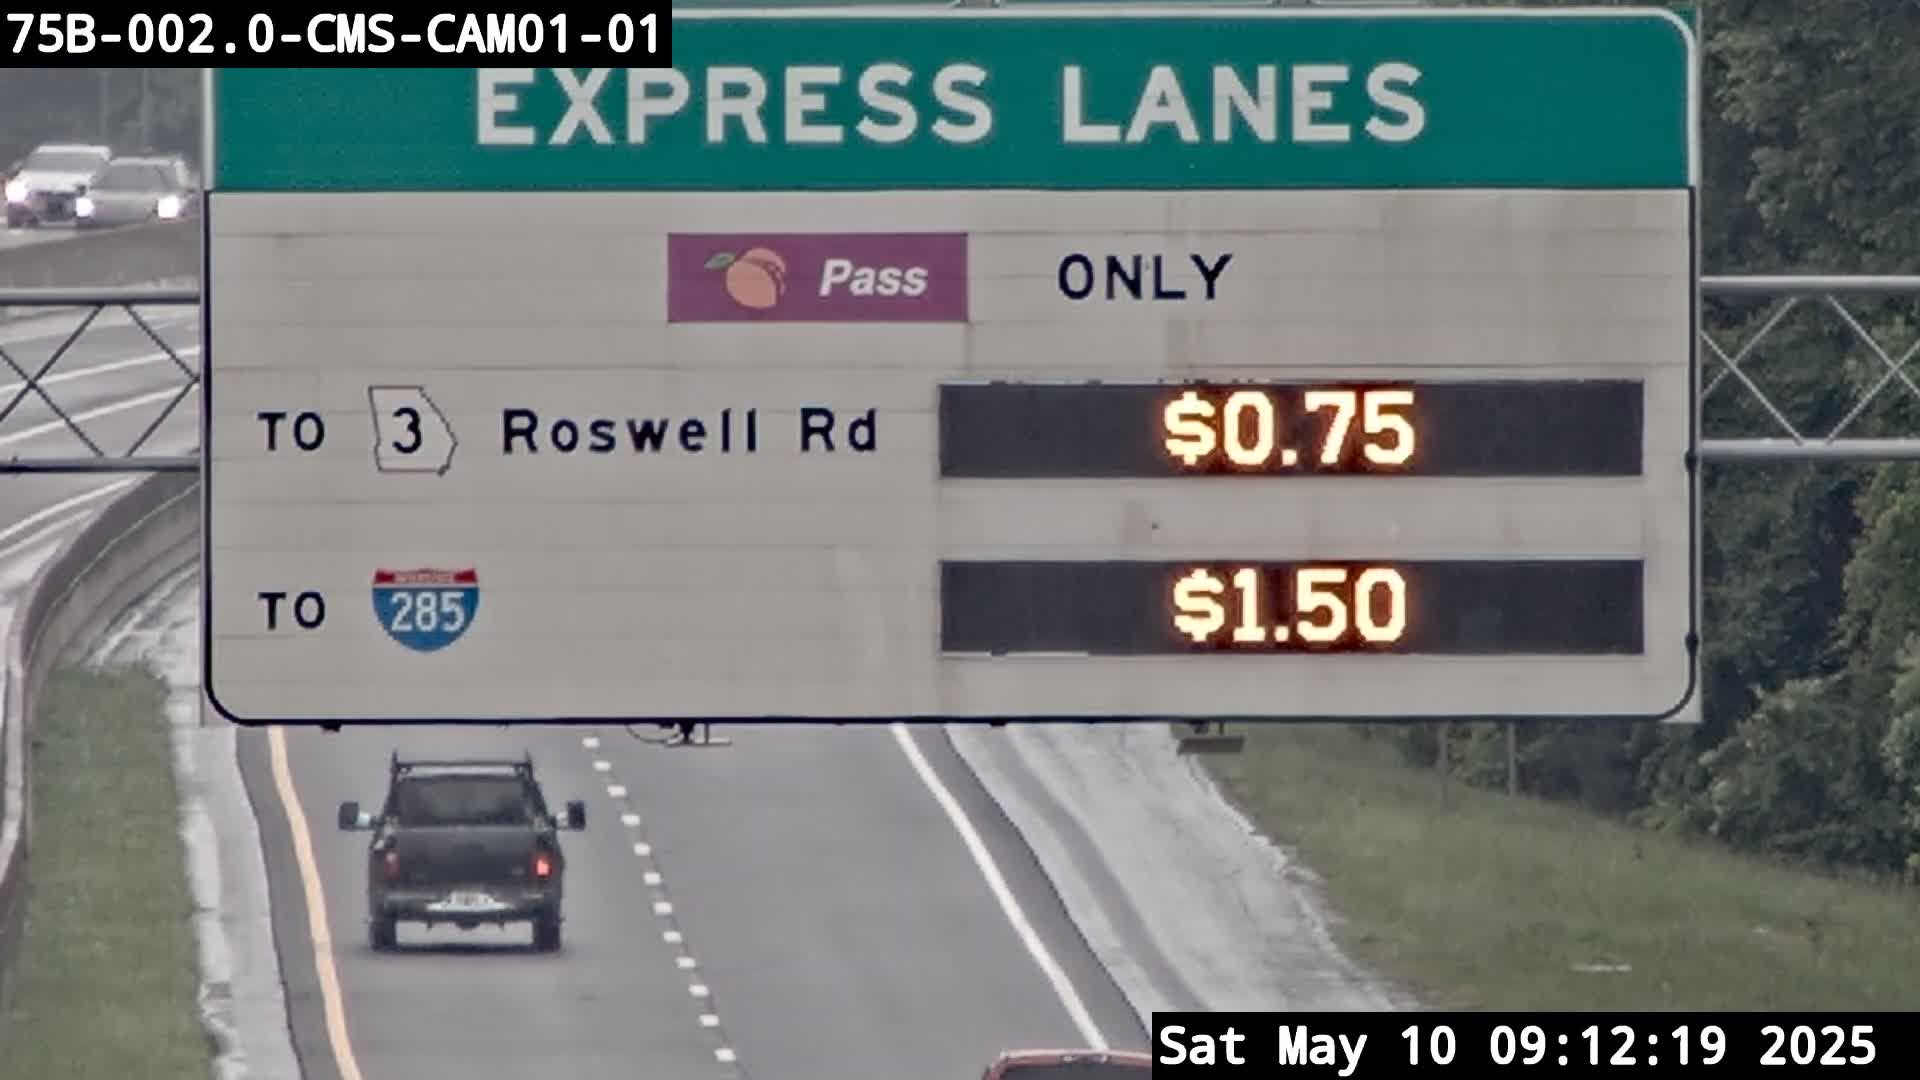 75B-002.0-CMS-CAM01-01
EXPRESS LANES
Pass ONLY
TO 3 Roswell Rd $0.75
TO 285 $1.50
Sat May 10 09:12:19 2025